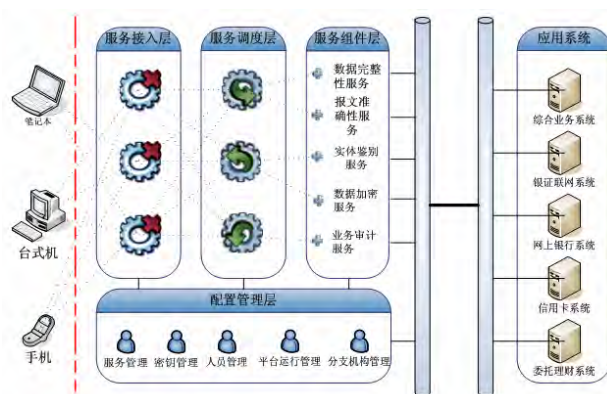 服务接入层
服务调度层
服务组件层
应用系统
笔记本
台式机
手机
数据完整
性服务
报文准
确性服
务
实体鉴别
服务
数据加密
服务
业务审计
服务
配置管理层
服务管理
密钥管理
人员管理
平台运行管理
分支机构管理
综合业务系统
银证联网系统
网上银行系统
信用卡系统
委托理财系统